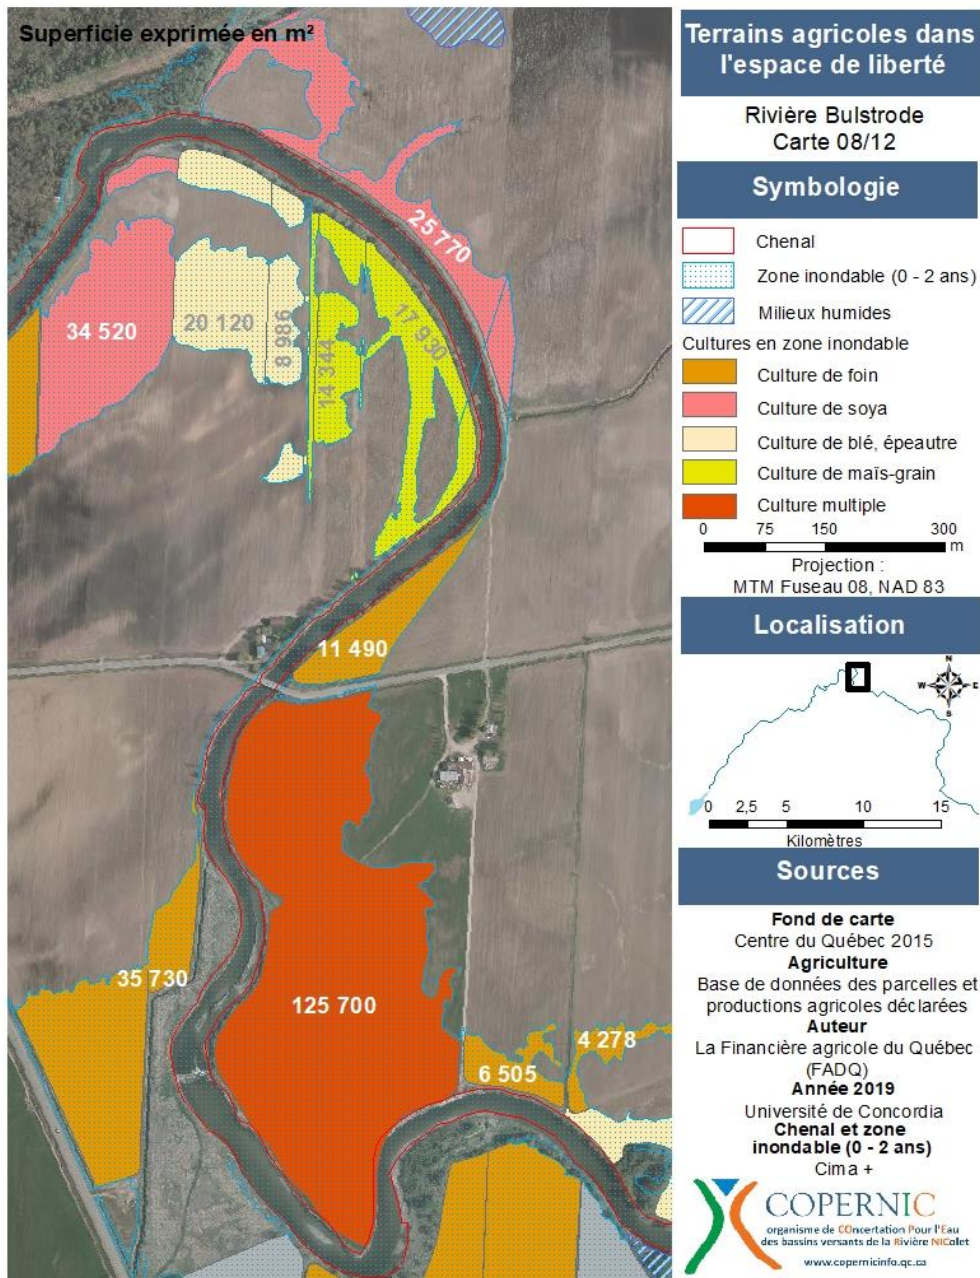 Superficie exprimée en m²
25 770
34 520
20 120
8 986
14 344
17 930
11 490
35 730
125 700
4 278
6 505
Terrains agricoles dans
l'espace de liberté
Rivière Bulstrode
Carte 08/12
Symbologie
Chenal
Zone inondable (0 - 2 ans)
Milieux humides
Cultures en zone inondable
Culture de foin
Culture de soya
Culture de blé, épeautre
Culture de maïs-grain
Culture multiple
0 75 150 300
m
Projection :
MTM Fuseau 08, NAD 83
Localisation
N
W E
S
0 2,5 5 10 15
Kilomètres
Sources
Fond de carte
Centre du Québec 2015
Agriculture
Base de données des parcelles et
productions agricoles déclarées
Auteur
La Financière agricole du Québec
(FADQ)
Année 2019
Université de Concordia
Chenal et zone
inondable (0 - 2 ans)
Cima +
COPERNIC
organisme de COncertation Pour l'Eau
des bassins versants de la Rivière NIColet
www.copernicinfo.qc.ca